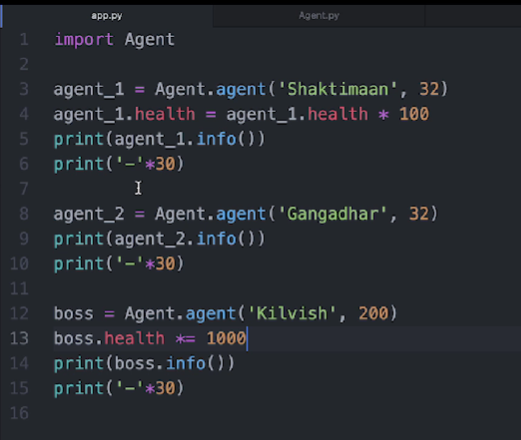 app.py
Agent.py
1 import Agent
2
3 agent_1 = Agent.agent('Shaktimaan', 32)
4 agent_1.health = agent_1.health * 100
5 print(agent_1.info())
6 print('-'*30)
7
8 agent_2 = Agent.agent('Gangadhar', 32)
9 print(agent_2.info())
10 print('-'*30)
11
12 boss = Agent.agent('Kilvish', 200)
13 boss.health *= 1000
14 print(boss.info())
15 print('-'*30)
16